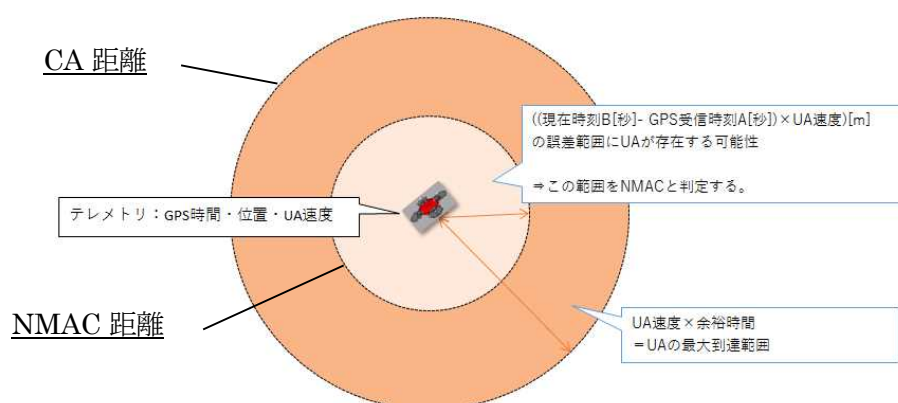 CA 距離
((現在時刻B[秒]- GPS受信時刻A[秒])×UA速度)[m]
の誤差範囲にUAが存在する可能性
⇒この範囲をNMACと判定する。
テレメトリ：GPS時間・位置・UA速度
NMAC 距離
UA速度×余裕時間
＝UAの最大到達範囲